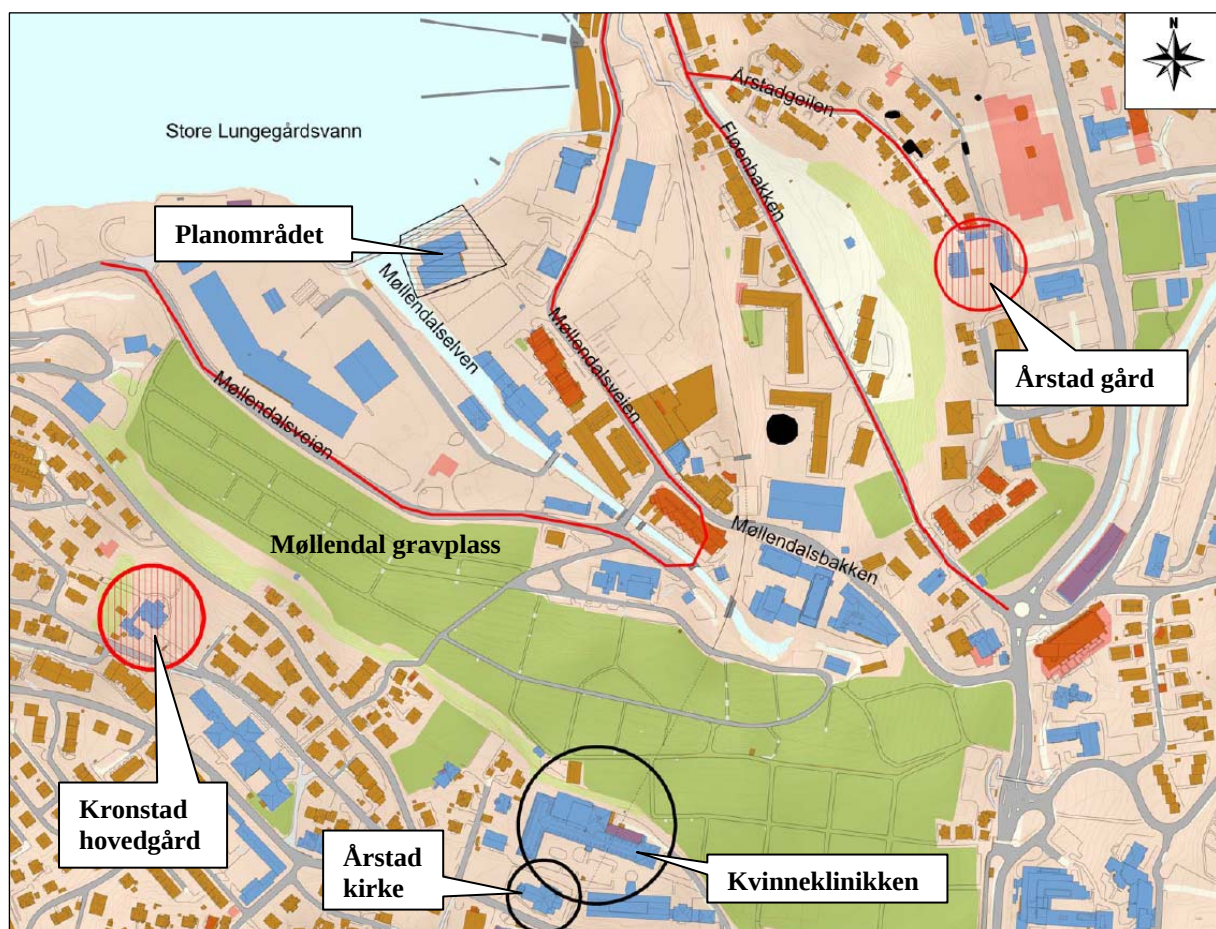 N
Årstadgeilen
Store Lungegårdsvann
Fløenbakken
Planområdet
Møllendalselven
Årstad gård
Møllendalsveien
Møllendalsveien
Møllendal gravplass
Møllendalsbakken
Kronstad
hovedgård
Årstad
kirke
Kvinneklinikken